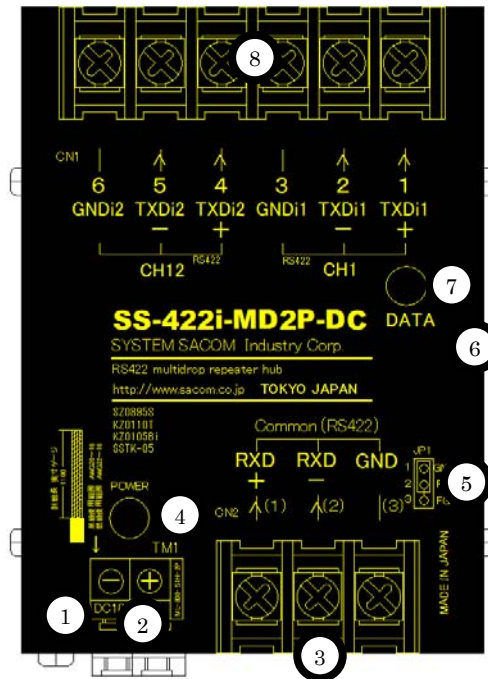 8
CN1
6 5 4 3 2 1
GNDi2 TXDi2 TXDi2 GNDi1 TXDi1 TXDi1
− + − +
RS422 RS422
CH12 CH1
7
DATA
SS-422i-MD2P-DC
6
SYSTEM SACOM Industry Corp.
RS422 multidrop repeater hub
http://www.sacom.co.jp TOKYO JAPAN
SZ0895S
KZ0110T
KZ0105Bi
SSTK-05
Common (RS422)
RXD RXD GND
+ −
JP1
1
2
3
5
POWER
4
CN2 (1) (2) (3)
TM1
MADE IN JAPAN
− +
1
2
3